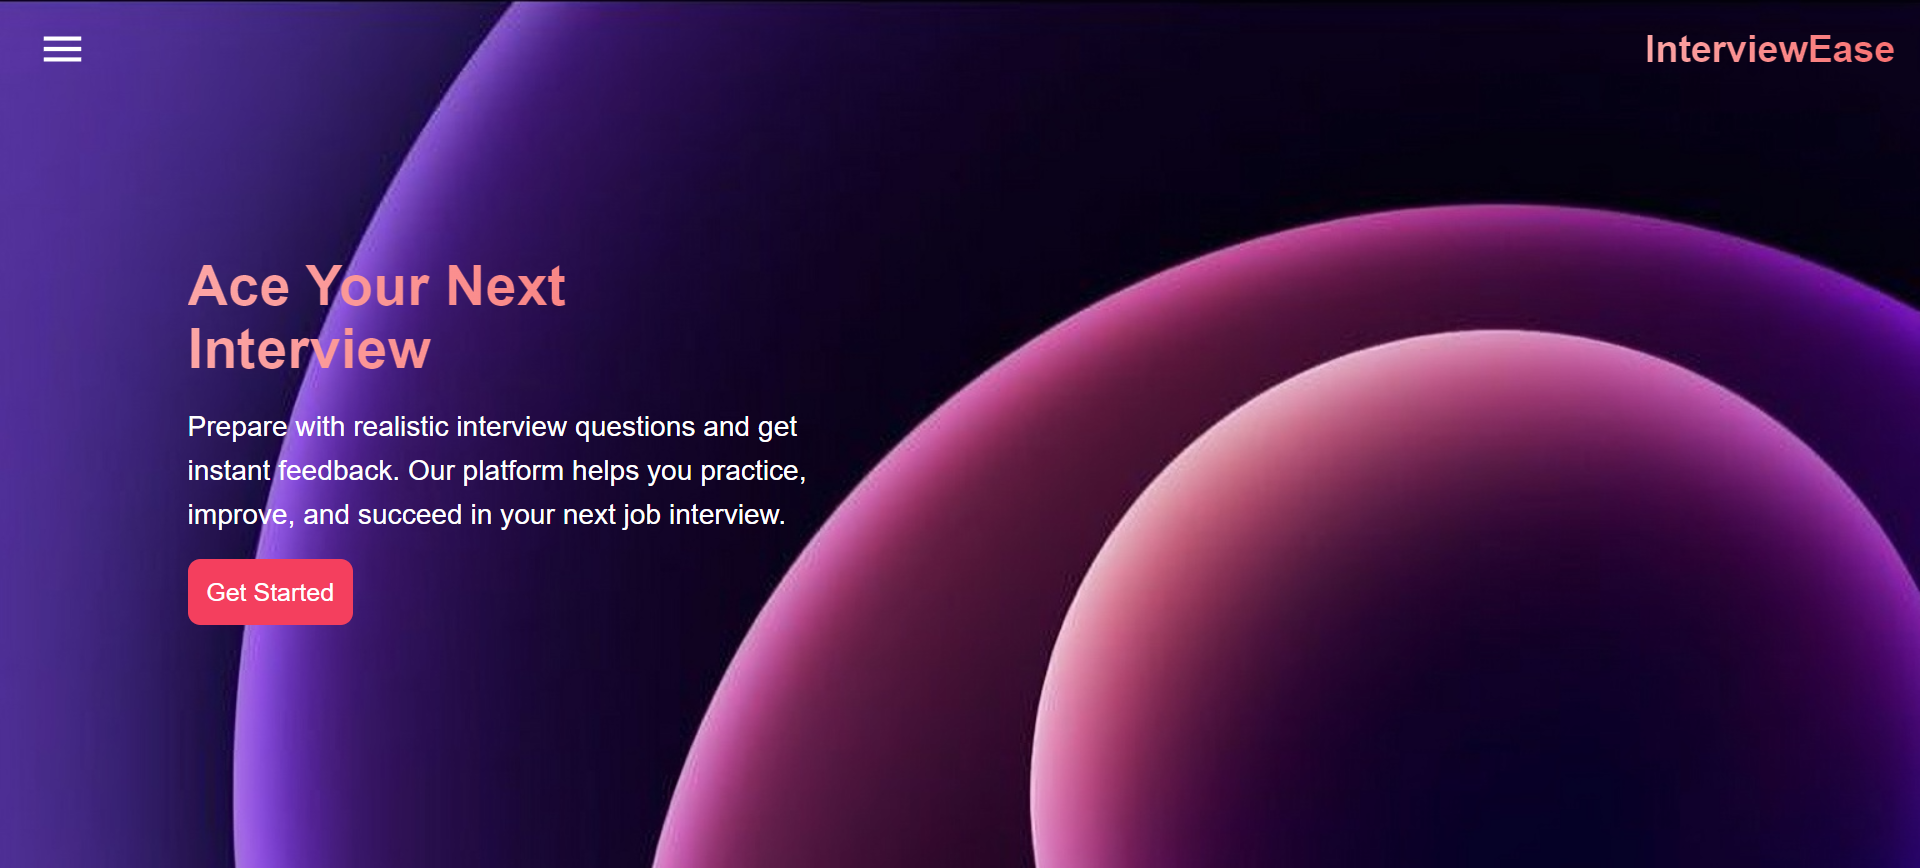 InterviewEase
Ace Your Next
Interview
Prepare with realistic interview questions and get
instant feedback. Our platform helps you practice,
improve, and succeed in your next job interview.
Get Started